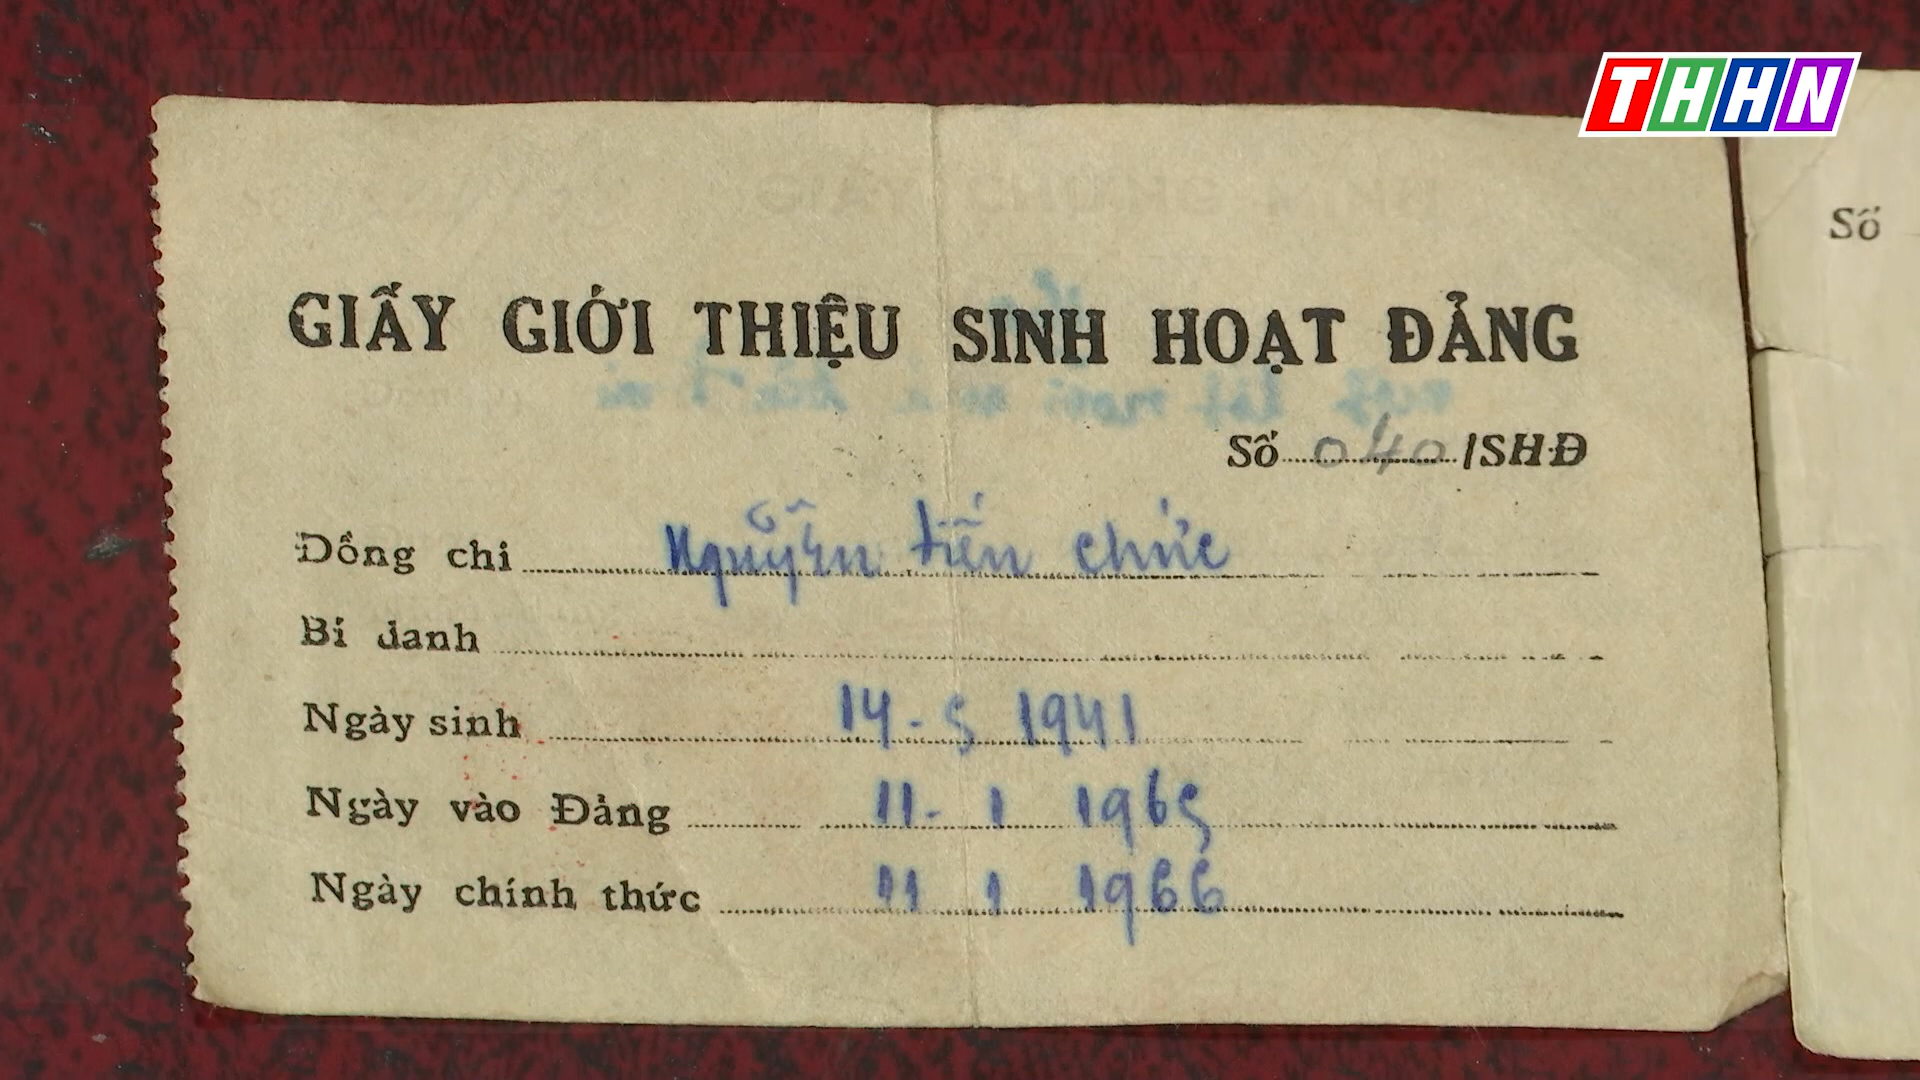 THHN
Số
GIẤY GIỚI THIỆU SINH HOẠT ĐẢNG
Số 040 /SHĐ
Đồng chí Nguyễn tiến chức
Bí danh
Ngày sinh 14-5 1941
Ngày vào Đảng 11-1 1965
Ngày chính thức 11 1 1966